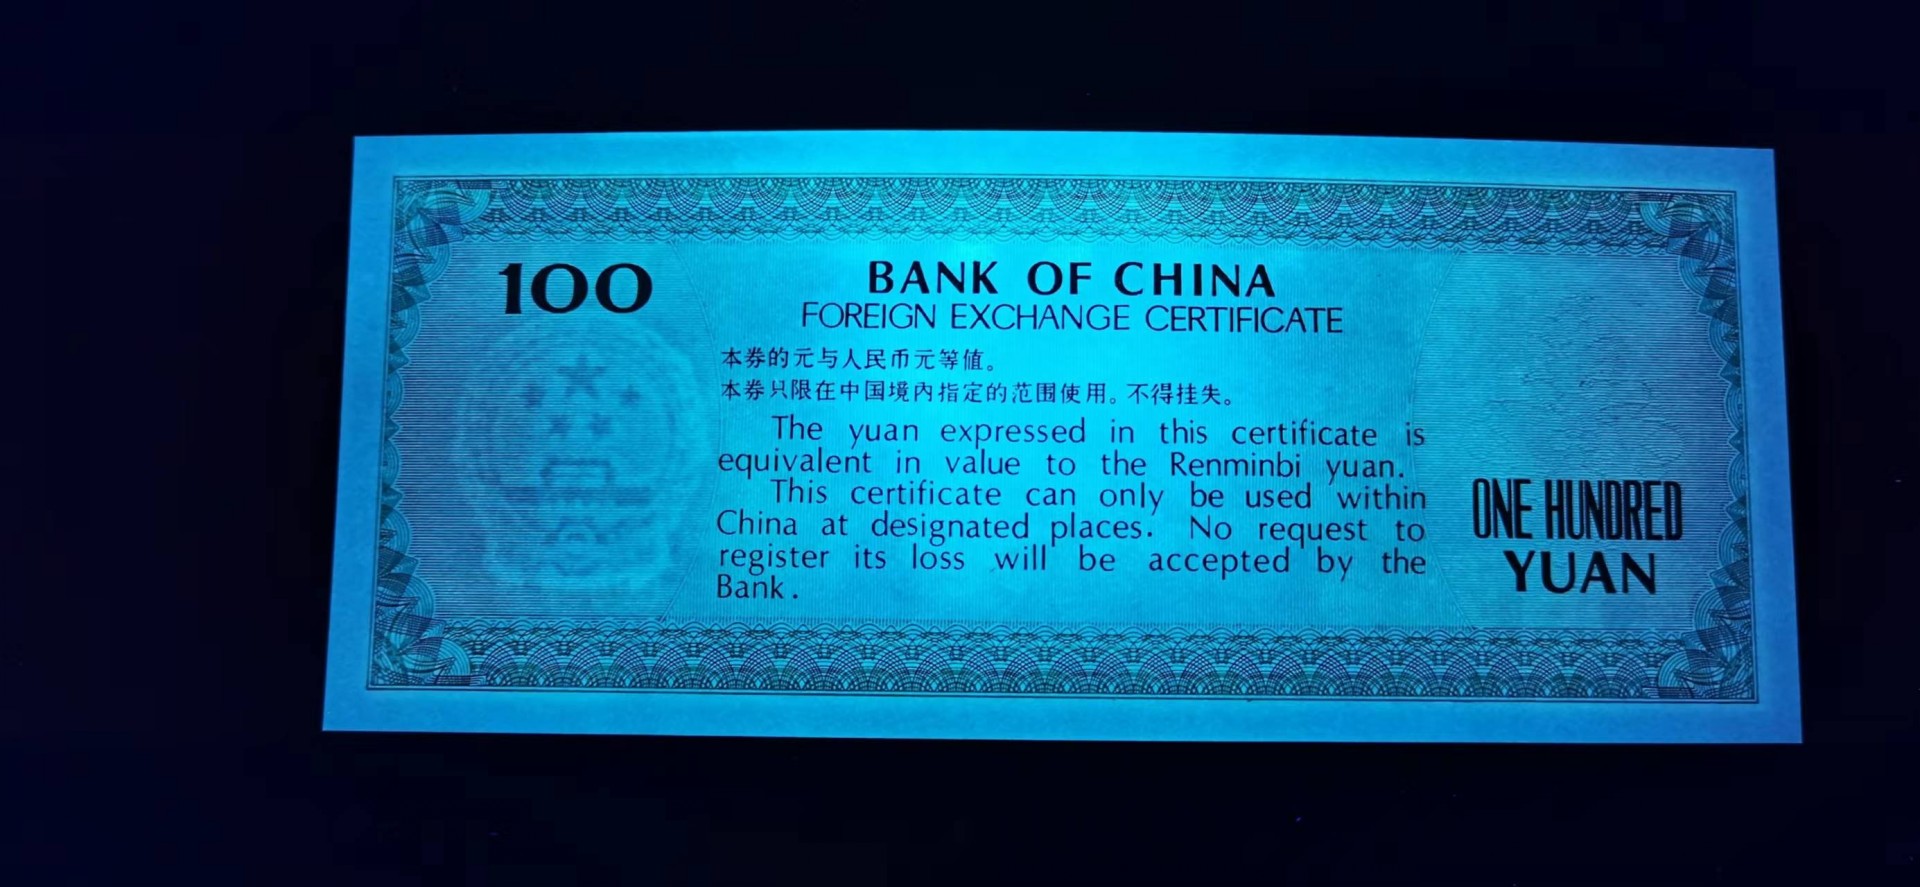 100
BANK OF CHINA
FOREIGN EXCHANGE CERTIFICATE
本券的元与人民币元等值。
本券只限在中国境内指定的范围使用。不得挂失。
The yuan expressed in this certificate is
equivalent in value to the Renminbi yuan.
This certificate can only be used within
China at designated places. No request to
register its loss will be accepted by the
Bank.
ONE HUNDRED
YUAN